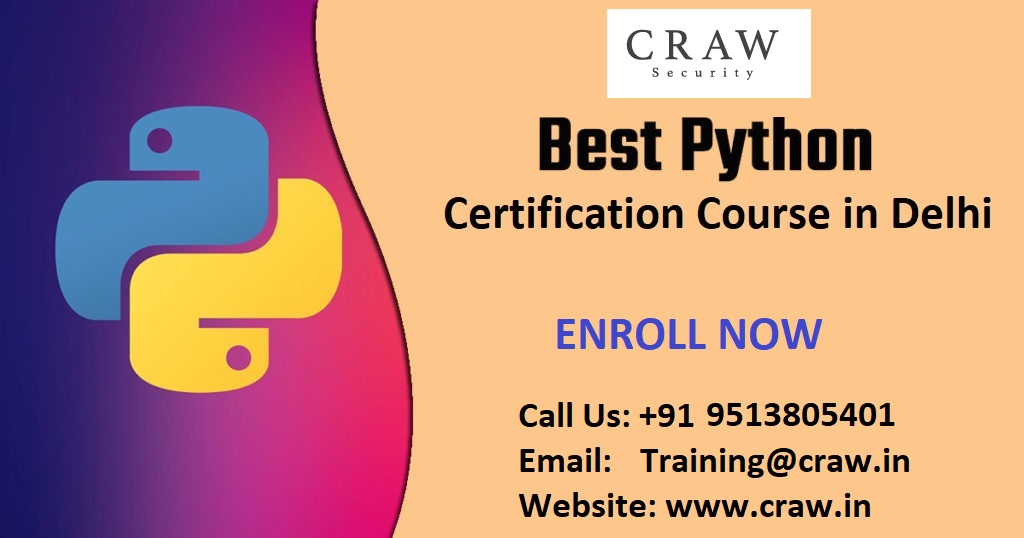 CRAW
Security
Best Python
Certification Course in Delhi
ENROLL NOW
Call Us: +91 9513805401
Email: Training@craw.in
Website: www.craw.in